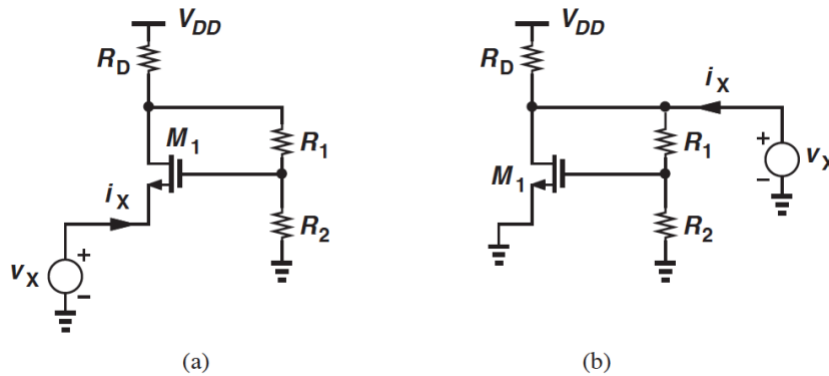 V_DD
R_D
M_1
R_1
i_X
R_2
v_X
+
−
(a)
V_DD
R_D
i_X
M_1
R_1
+
−
v_X
R_2
(b)